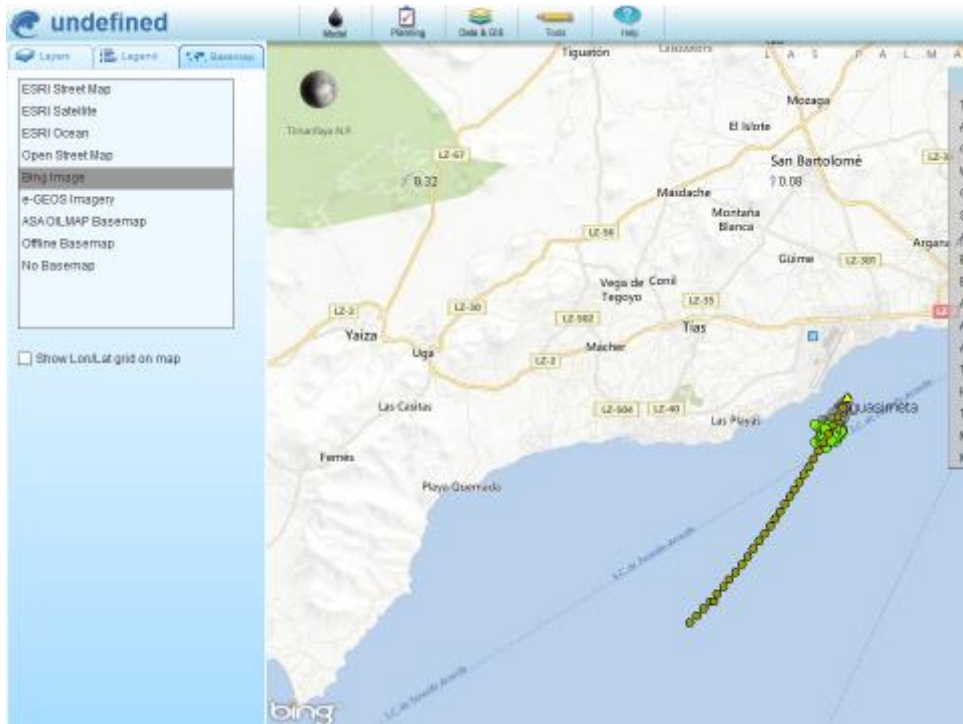 undefined
Model
Planning
Data & GIS
Tools
Help
Layers
Legend
Basemap
ESRI Street Map
ESRI Satellite
ESRI Ocean
Open Street Map
Bing Image
e-GEOS Imagery
ASA OILMAP Basemap
Offline Basemap
No Basemap
Show Lon/Lat grid on map
Tiguatón
L A S P A L M A
Mozaga
Timanfaya N.P.
El Islote
LZ-67
San Bartolomé
0.32
0.08
Masdache
Montaña
Blanca
LZ-56
Güime
LZ-301
Vega de
Tegoyo
Conil
LZ-2
LZ-30
LZ-35
LZ-502
Tías
Yaiza
Macher
Uga
LZ-2
Las Casitas
LZ-504
LZ-40
Las Playas
Guasimeta
Femés
Playa Quemada
bing